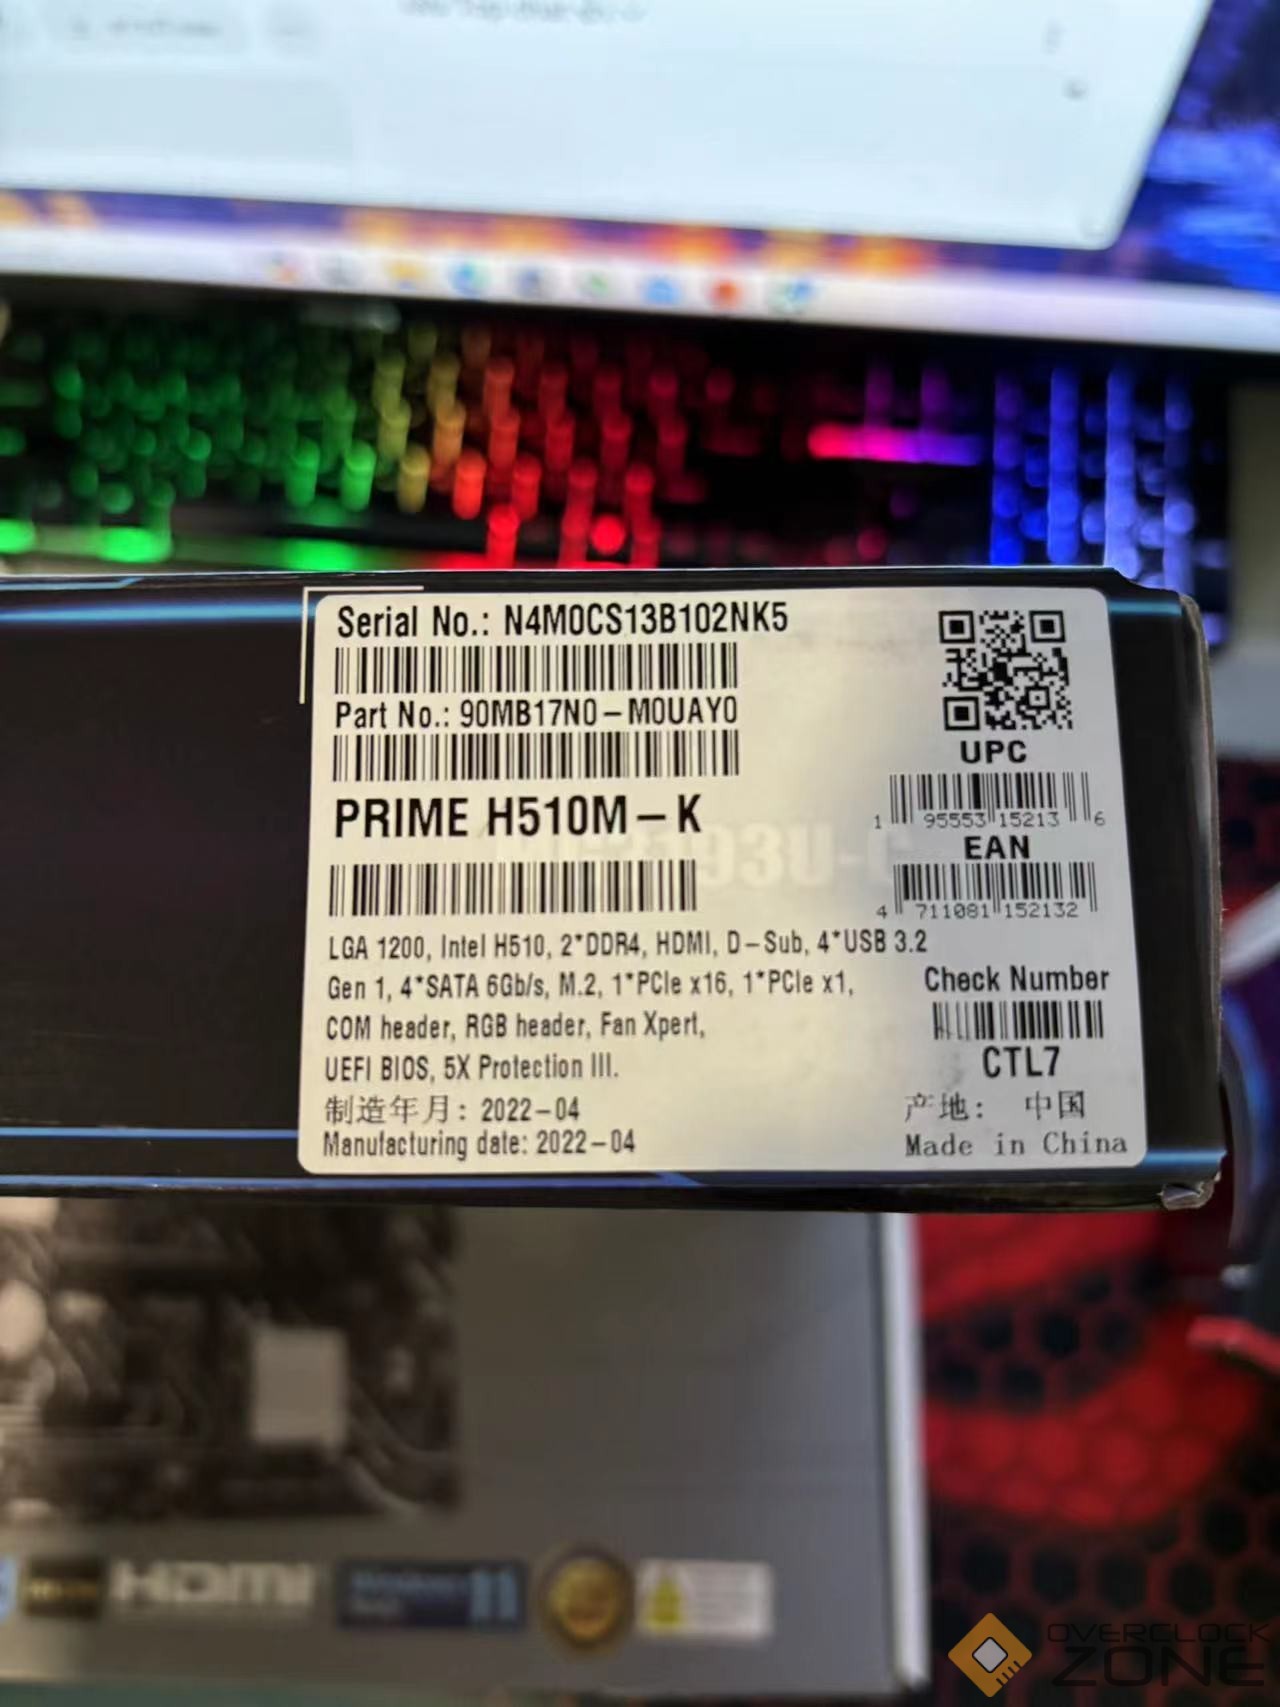 Serial No.: N4M0CS13B102NK5
Part No.: 90MB17N0-M0UAY0
UPC
PRIME H510M-K
1 95553 15213 6
EAN
4 711081 152132
LGA 1200, Intel H510, 2*DDR4, HDMI, D-Sub, 4*USB 3.2
Gen 1, 4*SATA 6Gb/s, M.2, 1*PCIe x16, 1*PCIe x1,
Check Number
COM header, RGB header, Fan Xpert,
UEFI BIOS, 5X Protection III.
CTL7
制造年月: 2022-04
产地: 中国
Manufacturing date: 2022-04
Made in China
HDMI
Windows 11
OVERCLOCK
ZONE